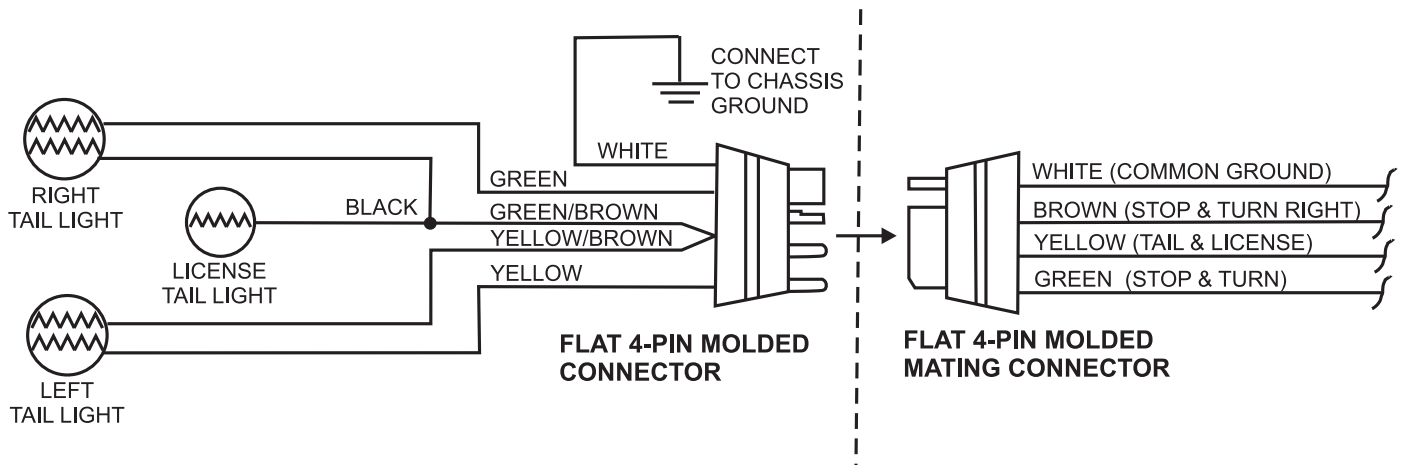 CONNECT
TO CHASSIS
GROUND
WHITE
GREEN
RIGHT
TAIL LIGHT
BLACK
GREEN/BROWN
YELLOW/BROWN
LICENSE
TAIL LIGHT
YELLOW
LEFT
TAIL LIGHT
FLAT 4-PIN MOLDED
CONNECTOR
WHITE (COMMON GROUND)
BROWN (STOP & TURN RIGHT)
YELLOW (TAIL & LICENSE)
GREEN (STOP & TURN)
FLAT 4-PIN MOLDED
MATING CONNECTOR